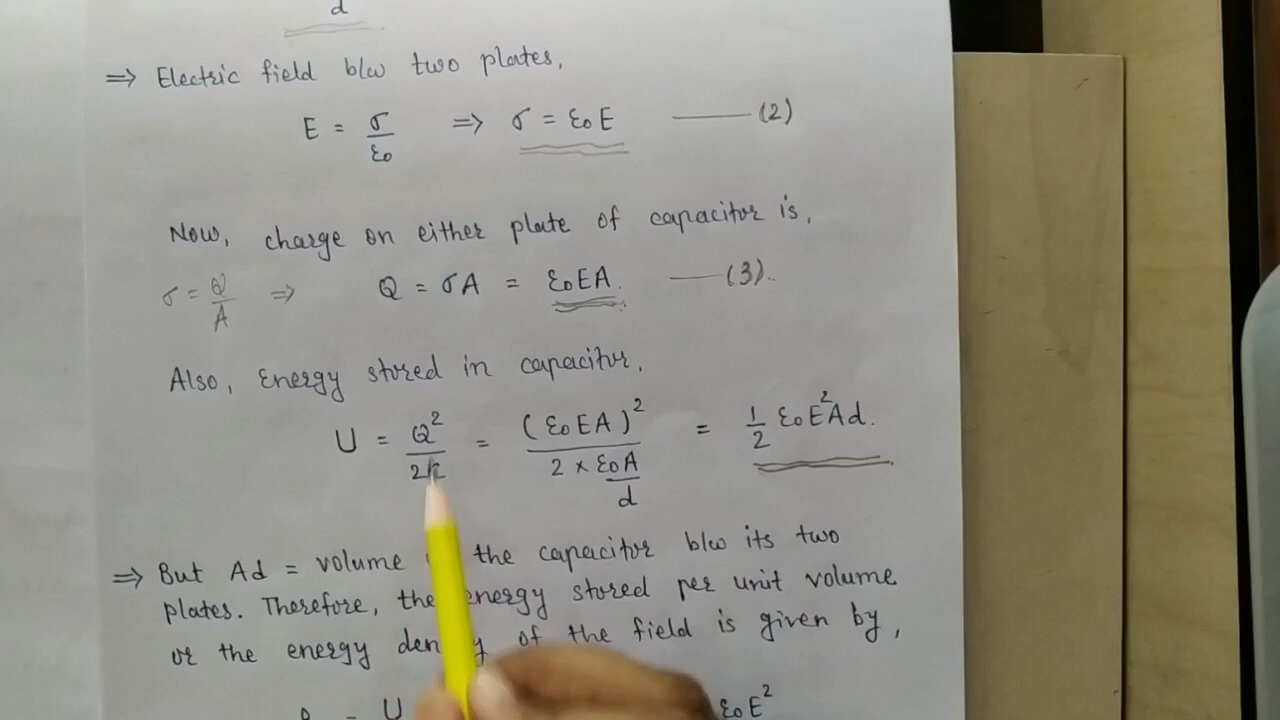 d
⇒ Electric field b/w two plates,
E = σ/ε0 ⇒ σ = ε0E —— (2)
Now, charge on either plate of capacitor is,
σ = Q/A ⇒ Q = σA = ε0EA. —— (3).
Also, Energy stored in capacitor,
U = Q²/2C = (ε0EA)²/2 × ε0A/d = 1/2 ε0E²Ad.
⇒ But Ad = volume the capacitor b/w its two
plates. Therefore, the energy stored per unit volume
or the energy density of the field is given by,
= U ε0E²